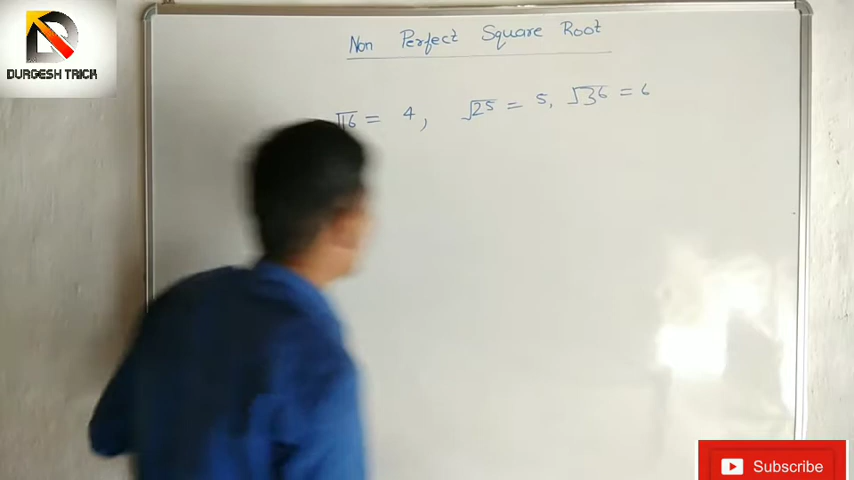 DURGESH TRICK
Non Perfect Square Root
√16 = 4, √25 = 5, √36 = 6
Subscribe